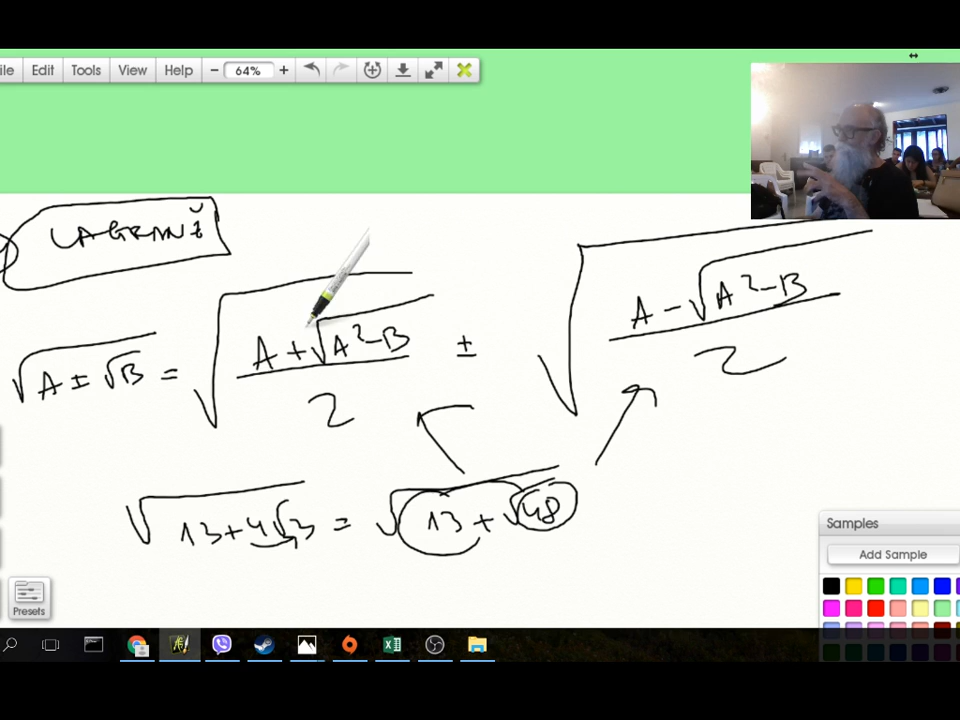 ile Edit Tools View Help − 64% +
LAGRANŽ
√(A ± √B) = √((A + √(A² − B))/2) ± √((A − √(A² − B))/2)
√(13 + 4√3) = √(13 + √48)
Samples
Add Sample
Presets